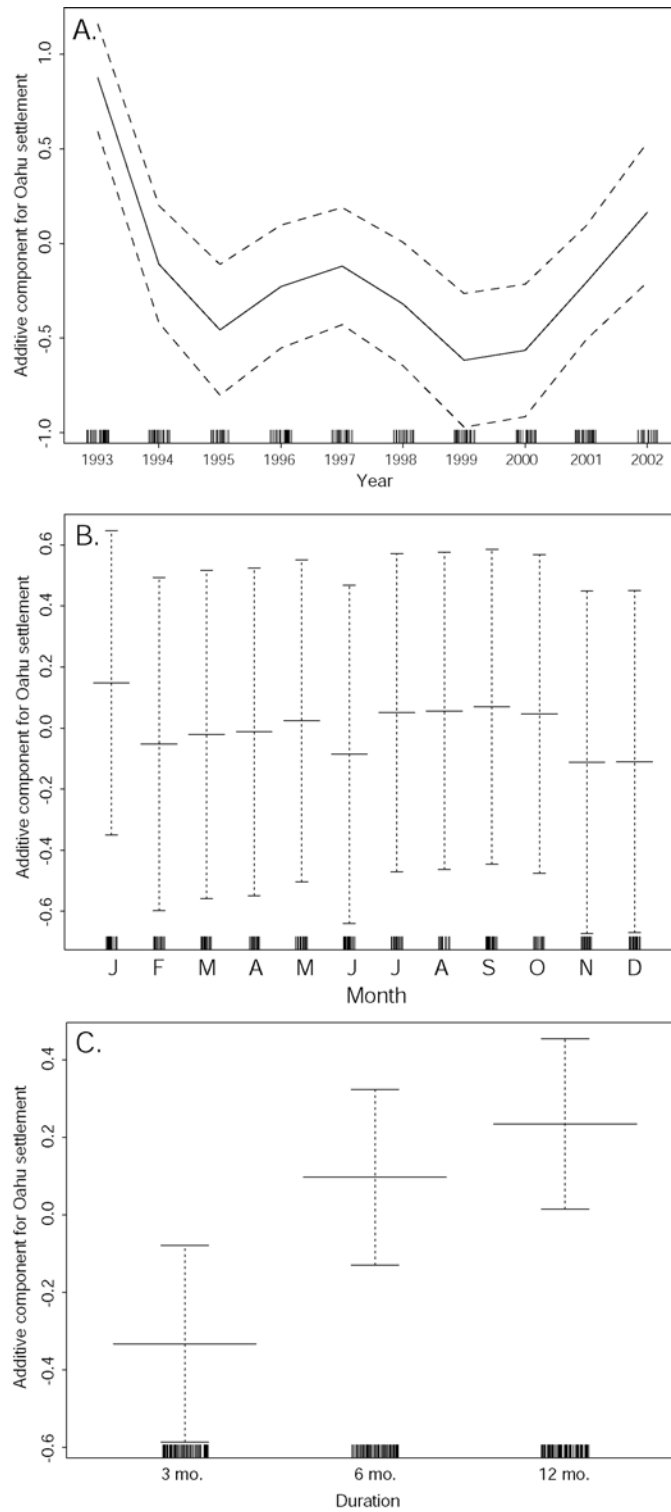 A.
Additive component for Oahu settlement
1.0
0.5
0.0
-0.5
-1.0
1993 1994 1995 1996 1997 1998 1999 2000 2001 2002
Year
B.
Additive component for Oahu settlement
0.6
0.4
0.2
0.0
-0.2
-0.4
-0.6
J F M A M J J A S O N D
Month
C.
Additive component for Oahu settlement
0.4
0.2
0.0
-0.2
-0.4
-0.6
3 mo. 6 mo. 12 mo.
Duration